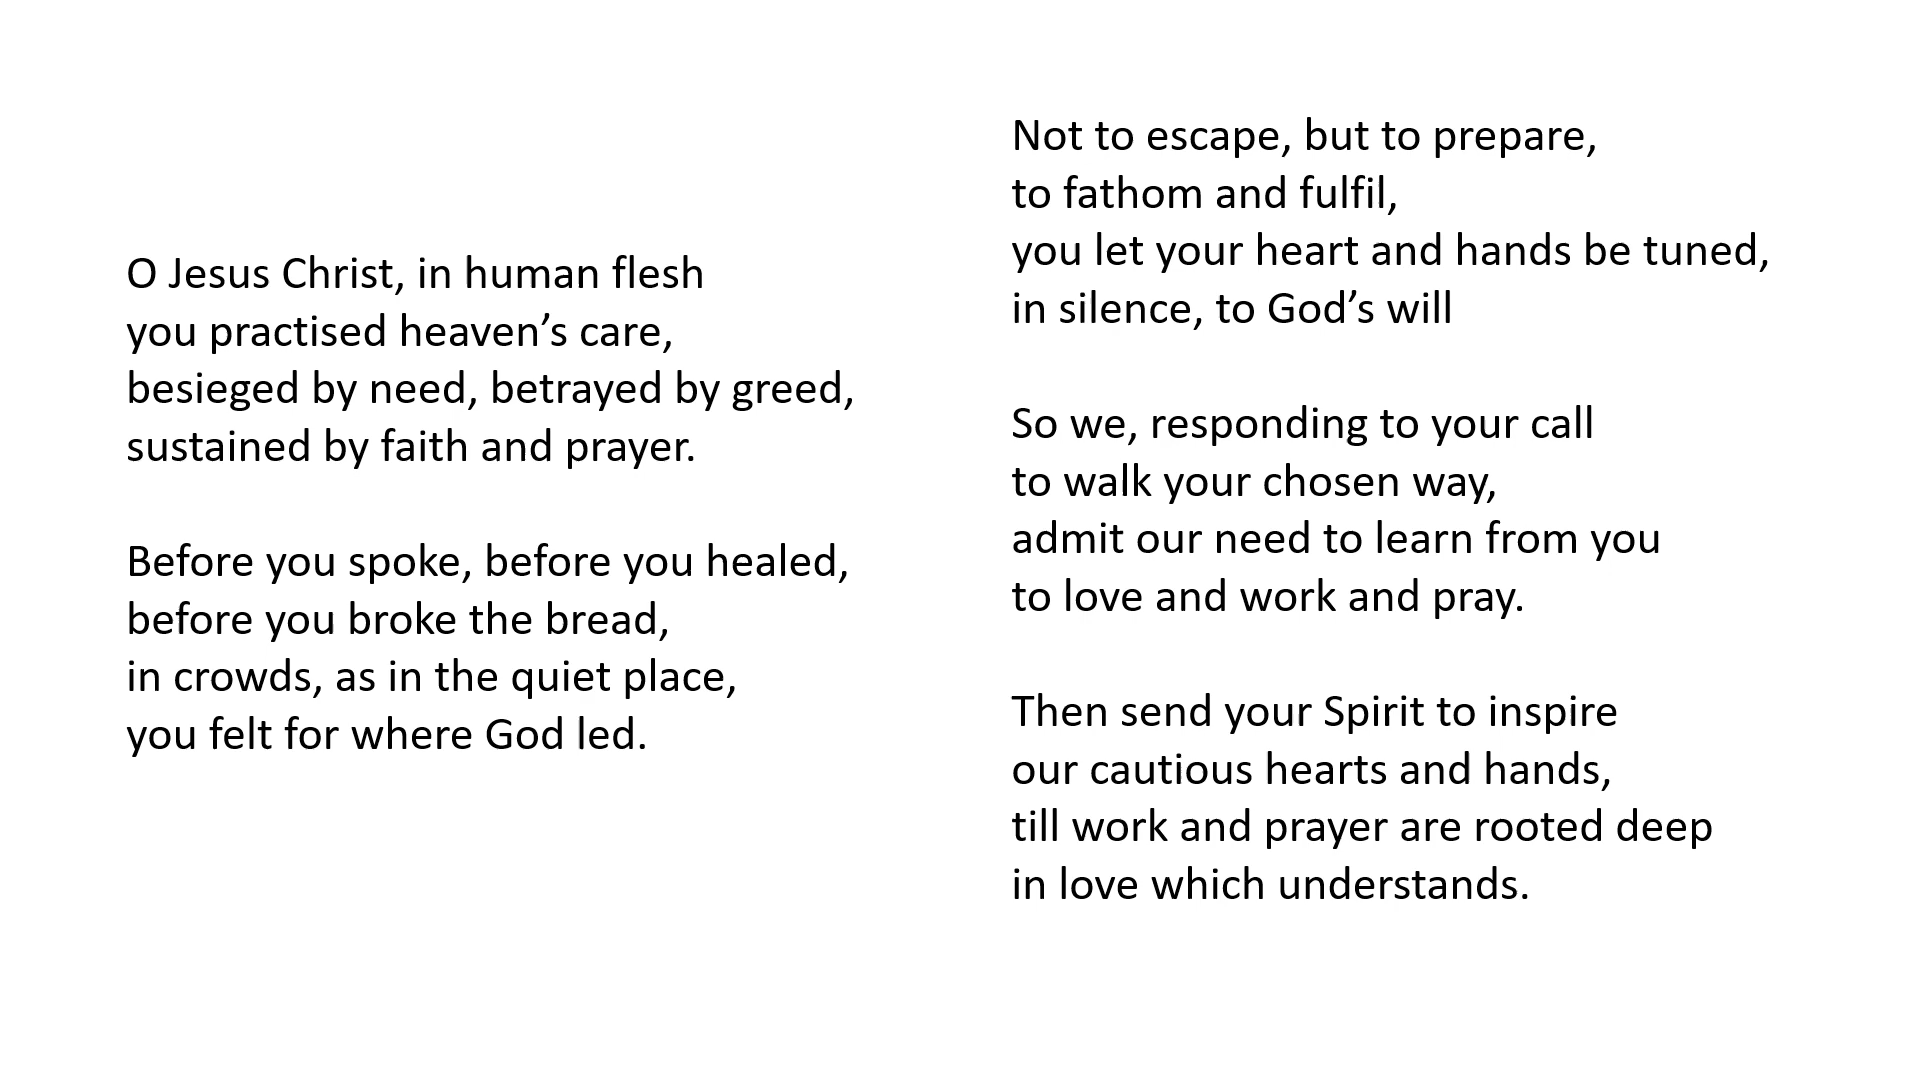 O Jesus Christ, in human flesh
you practised heaven’s care,
besieged by need, betrayed by greed,
sustained by faith and prayer.

Before you spoke, before you healed,
before you broke the bread,
in crowds, as in the quiet place,
you felt for where God led.

Not to escape, but to prepare,
to fathom and fulfil,
you let your heart and hands be tuned,
in silence, to God’s will

So we, responding to your call
to walk your chosen way,
admit our need to learn from you
to love and work and pray.

Then send your Spirit to inspire
our cautious hearts and hands,
till work and prayer are rooted deep
in love which understands.